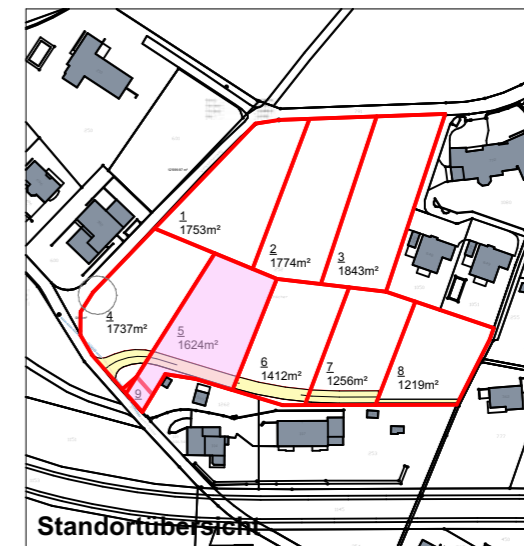 1
1753m²
2
1774m²
3
1843m²
4
1737m²
5
1624m²
6
1412m²
7
1256m²
8
1219m²
9
Standortübersicht